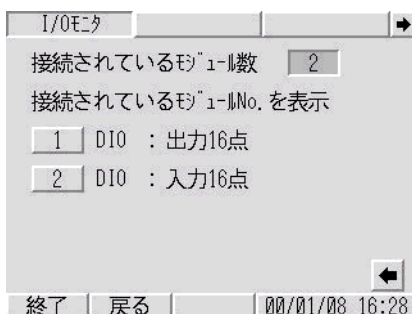 I/Oﾓﾆﾀ
接続されているﾓｼﾞｭｰﾙ数 2
接続されているﾓｼﾞｭｰﾙNo.を表示
1 DIO : 出力16点
2 DIO : 入力16点
終了 戻る 00/01/08 16:28